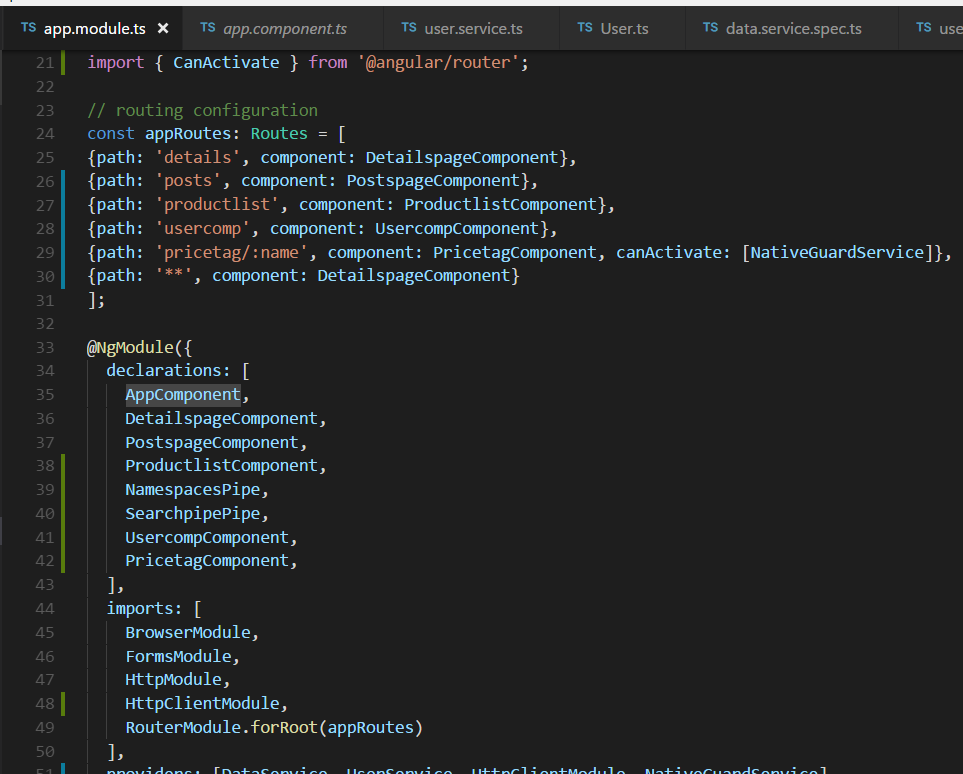 TS app.module.ts × TS app.component.ts TS user.service.ts TS User.ts TS data.service.spec.ts TS use
21 import { CanActivate } from '@angular/router';
22
23 // routing configuration
24 const appRoutes: Routes = [
25 {path: 'details', component: DetailspageComponent},
26 {path: 'posts', component: PostspageComponent},
27 {path: 'productlist', component: ProductlistComponent},
28 {path: 'usercomp', component: UsercompComponent},
29 {path: 'pricetag/:name', component: PricetagComponent, canActivate: [NativeGuardService]},
30 {path: '**', component: DetailspageComponent}
31 ];
32
33 @NgModule({
34 declarations: [
35 AppComponent,
36 DetailspageComponent,
37 PostspageComponent,
38 ProductlistComponent,
39 NamespacesPipe,
40 SearchpipePipe,
41 UsercompComponent,
42 PricetagComponent,
43 ],
44 imports: [
45 BrowserModule,
46 FormsModule,
47 HttpModule,
48 HttpClientModule,
49 RouterModule.forRoot(appRoutes)
50 ],
51 providers: [DataService, UserService, HttpClientModule, NativeGuardService]